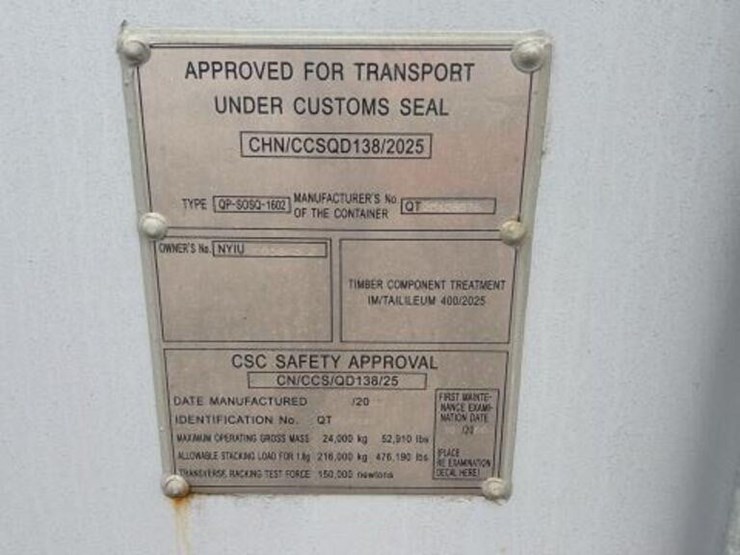 APPROVED FOR TRANSPORT
UNDER CUSTOMS SEAL
CHN/CCSQD138/2025
TYPE QP-SOSQ-1602 MANUFACTURER'S No. OF THE CONTAINER QT
OWNER'S No. NYIU
TIMBER COMPONENT TREATMENT
IM/TAILILEUM 400/2025
CSC SAFETY APPROVAL
CN/CCS/QD138/25
DATE MANUFACTURED /20
IDENTIFICATION No. QT
MAXIMUM OPERATING GROSS MASS 24,000 kg 52,910 lbs
ALLOWABLE STACKING LOAD FOR 1.8g 216,000 kg 476,190 lbs
TRANSVERSE RACKING TEST FORCE 150,000 newtons
FIRST MAINTE-
NANCE EXAMI-
NATION DATE
/20
(PLACE
RE EXAMINATION
DECAL HERE)